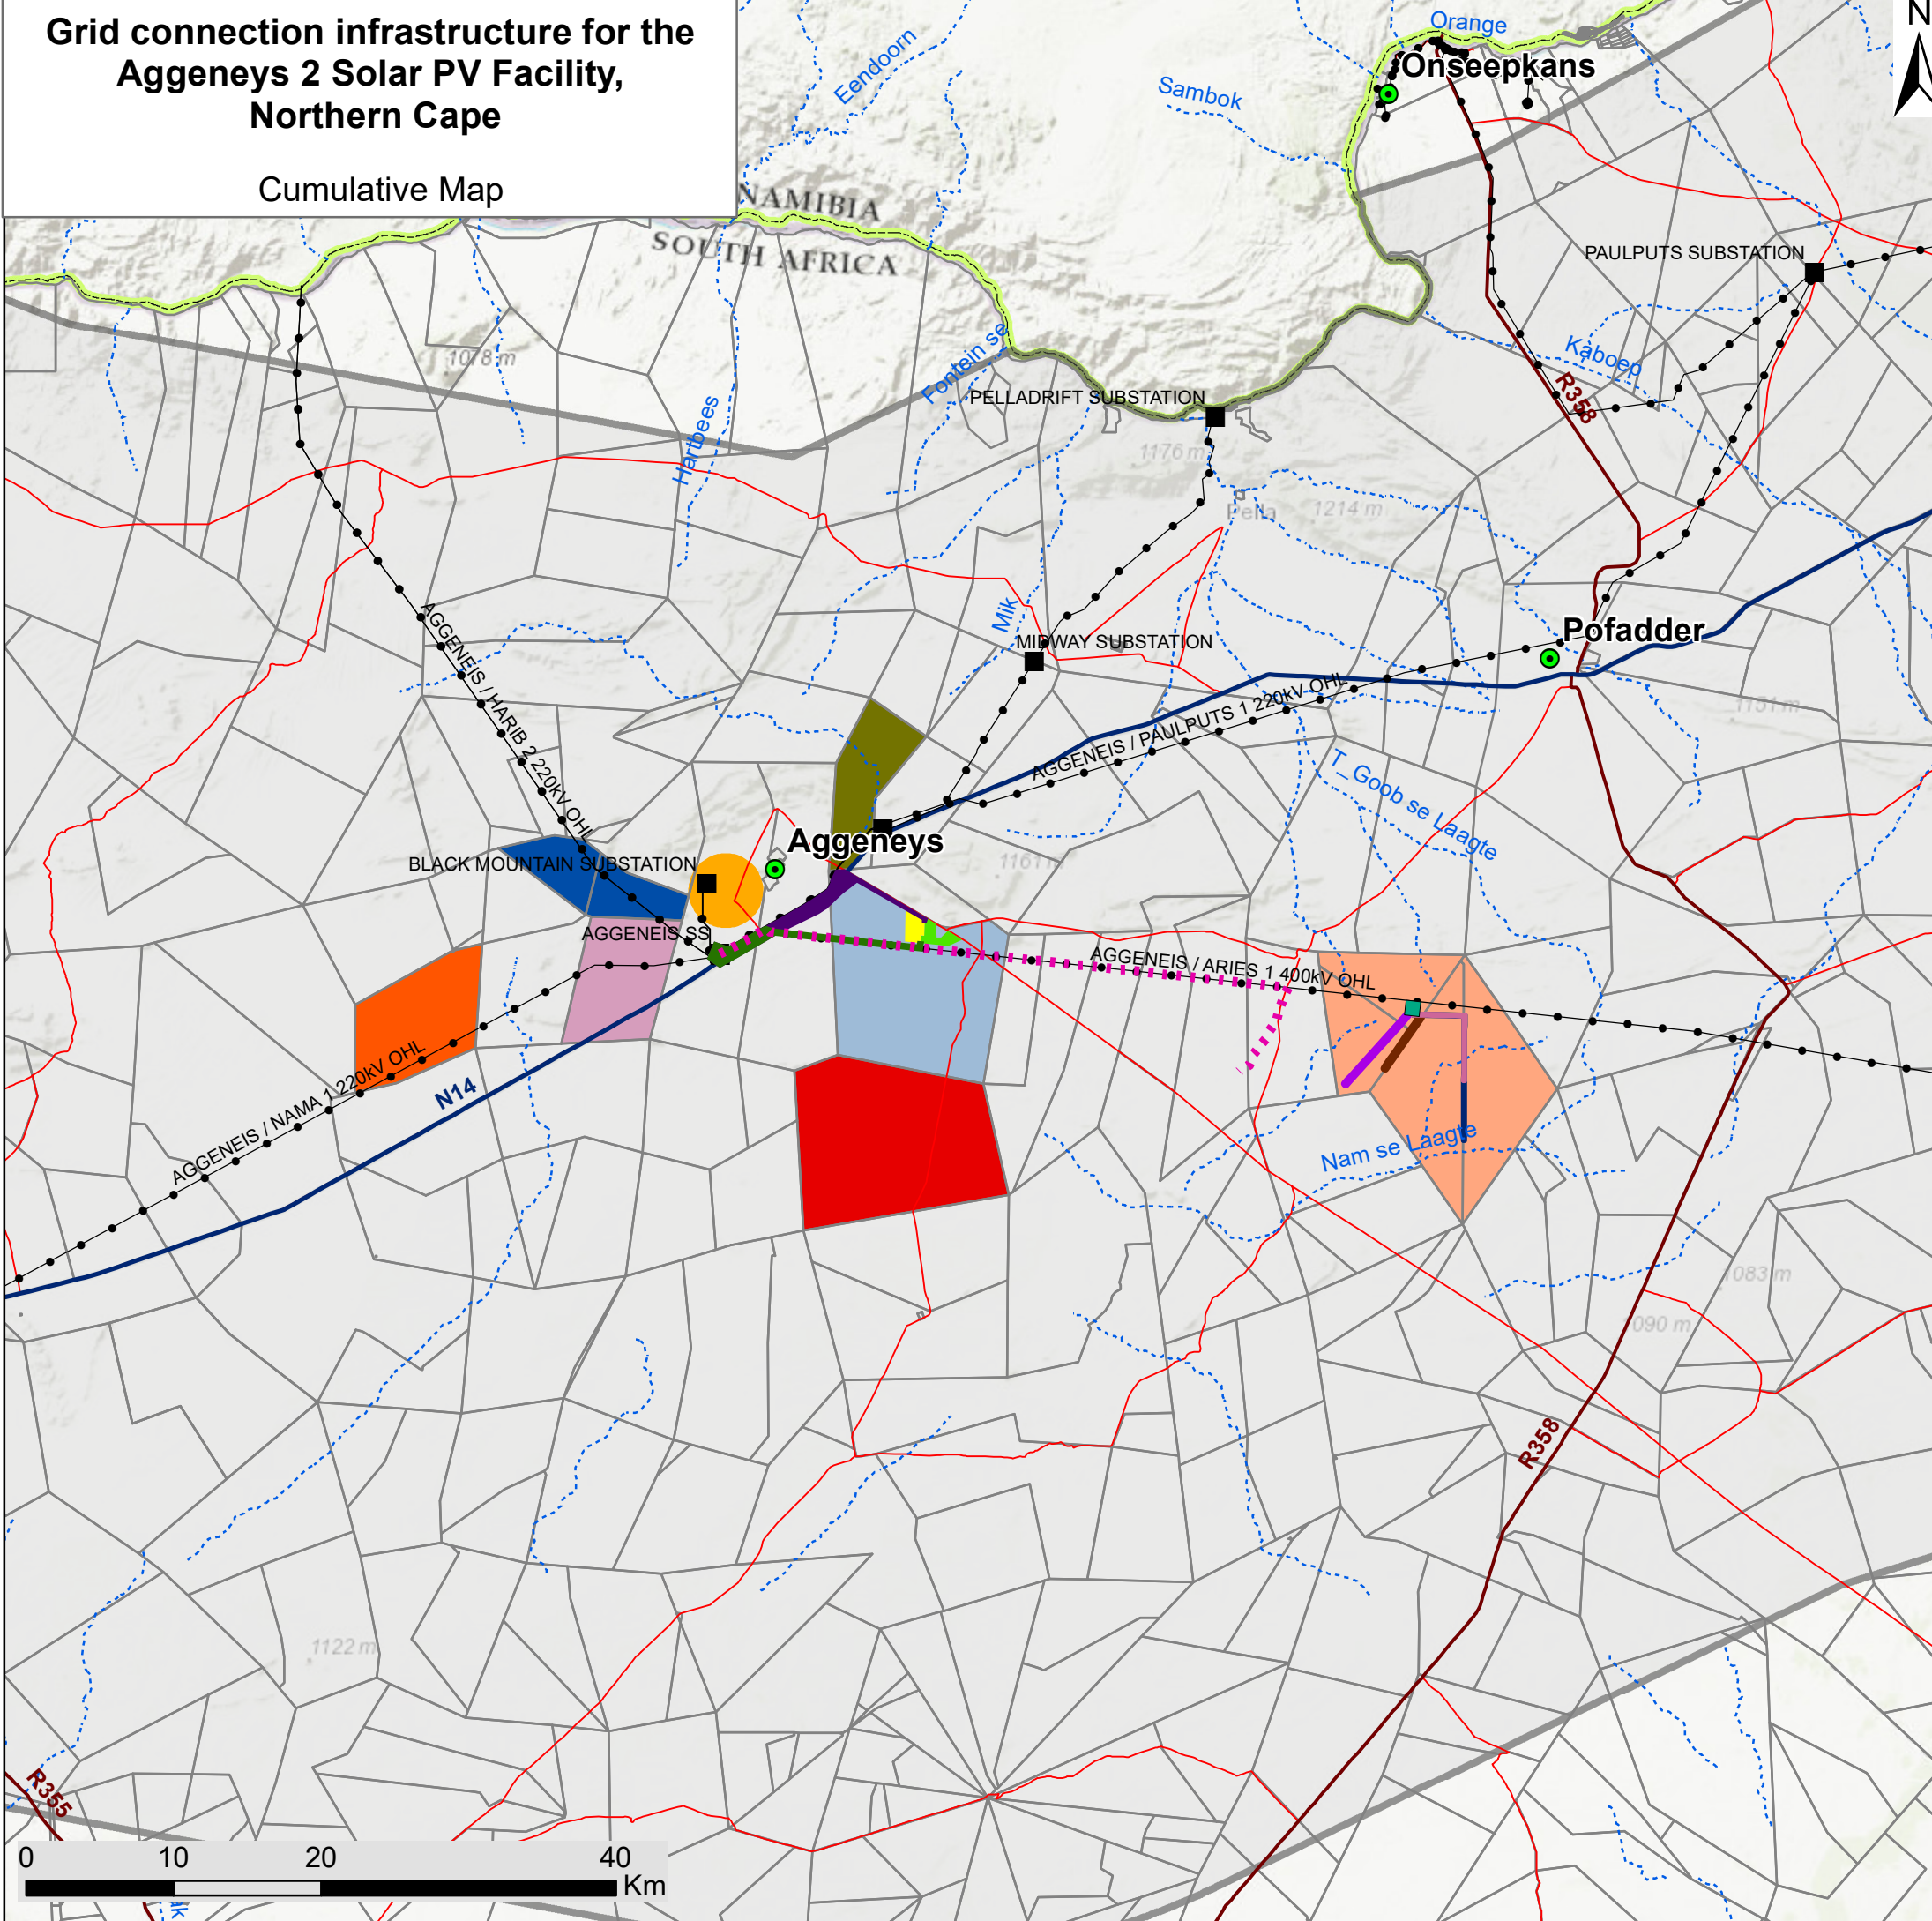 Grid connection infrastructure for the
Aggeneys 2 Solar PV Facility,
Northern Cape
Cumulative Map
N
Orange
Onseepkans
Eendoorn
Sambok
NAMIBIA
SOUTH AFRICA
PAULPUTS SUBSTATION
1078 m
Fontein se
Kaboep
R358
PELLADRIFT SUBSTATION
Hartbees
1176 m
Pella
1214 m
Mik
MIDWAY SUBSTATION
Pofadder
AGGENEIS / HARIB 2 220kV OHL
AGGENEIS / PAULPUTS 1 220kV OHL
1151 m
T_Goob se Laagte
Aggeneys
BLACK MOUNTAIN SUBSTATION
1161 m
AGGENEIS SS
AGGENEIS / ARIES 1 400kV OHL
AGGENEIS / NAMA 1 220kV OHL
N14
Nam se Laagte
1083 m
1090 m
R358
1122 m
R355
0 10 20 40
Km